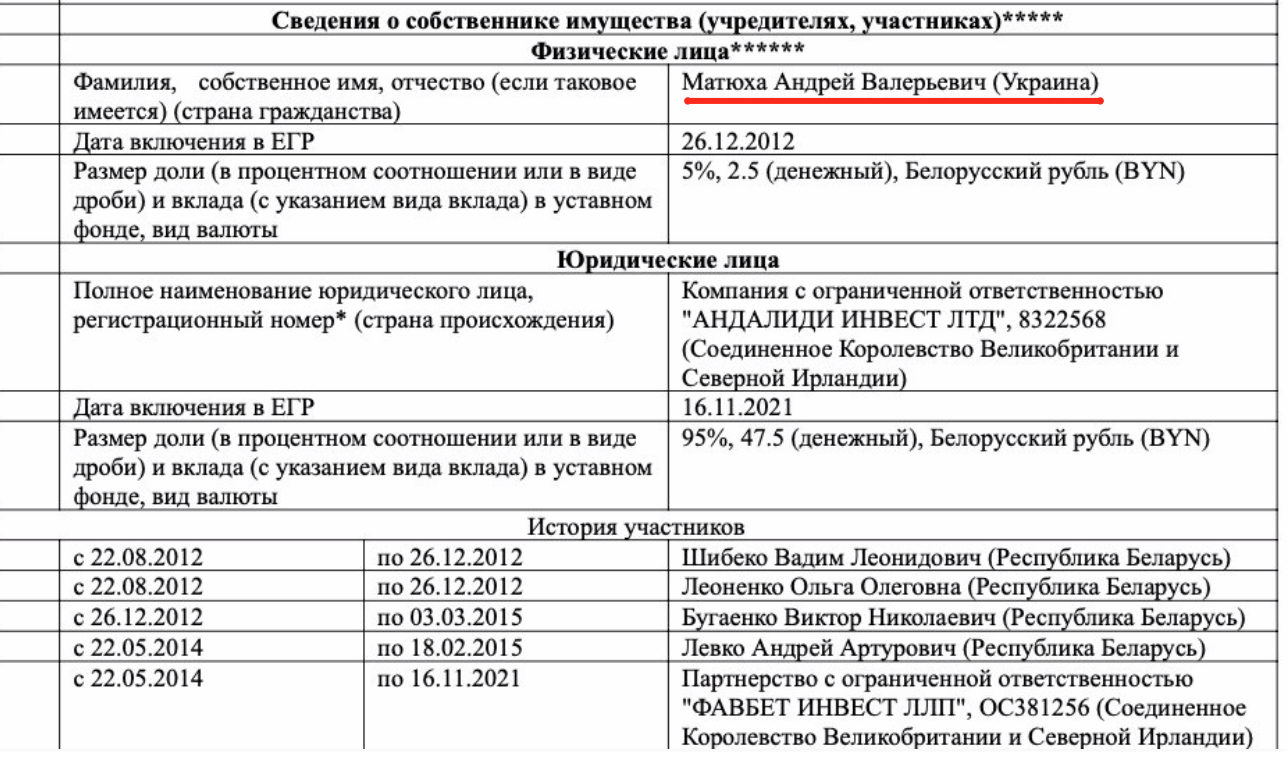 Сведения о собственнике имущества (учредителях, участниках)*****
Физические лица******
Фамилия, собственное имя, отчество (если таковое
имеется) (страна гражданства)
Матюха Андрей Валерьевич (Украина)
Дата включения в ЕГР
26.12.2012
Размер доли (в процентном соотношении или в виде
дроби) и вклада (с указанием вида вклада) в уставном
фонде, вид валюты
5%, 2.5 (денежный), Белорусский рубль (BYN)
Юридические лица
Полное наименование юридического лица,
регистрационный номер* (страна происхождения)
Компания с ограниченной ответственностью
"АНДАЛИДИ ИНВЕСТ ЛТД", 8322568
(Соединенное Королевство Великобритании и
Северной Ирландии)
Дата включения в ЕГР
16.11.2021
Размер доли (в процентном соотношении или в виде
дроби) и вклада (с указанием вида вклада) в уставном
фонде, вид валюты
95%, 47.5 (денежный), Белорусский рубль (BYN)
История участников
с 22.08.2012 по 26.12.2012 Шибеко Вадим Леонидович (Республика Беларусь)
с 22.08.2012 по 26.12.2012 Леоненко Ольга Олеговна (Республика Беларусь)
с 26.12.2012 по 03.03.2015 Бугаенко Виктор Николаевич (Республика Беларусь)
с 22.05.2014 по 18.02.2015 Левко Андрей Артурович (Республика Беларусь)
с 22.05.2014 по 16.11.2021 Партнерство с ограниченной ответственностью
"ФАВБЕТ ИНВЕСТ ЛЛП", ОС381256 (Соединенное
Королевство Великобритании и Северной Ирландии)